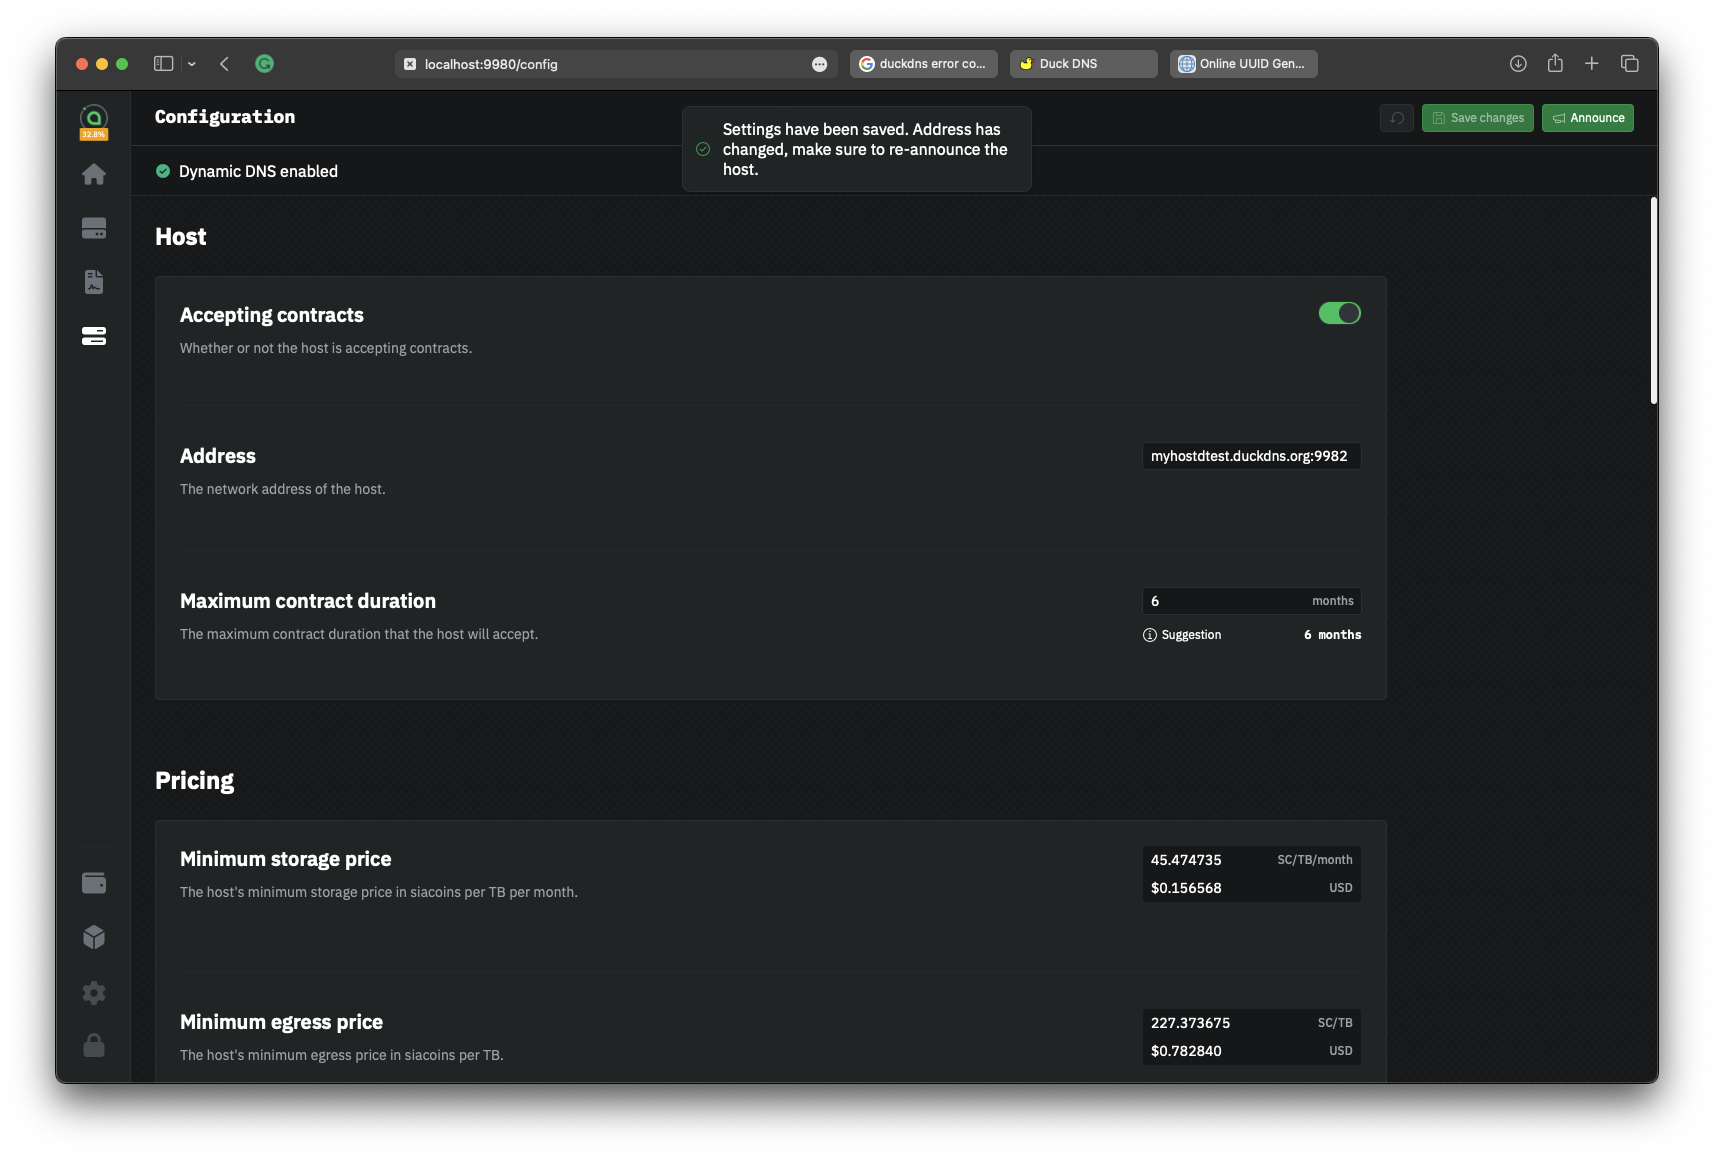 localhost:9980/config
duckdns error co...
Duck DNS
Online UUID Gen...
32.8%
Configuration
Settings have been saved. Address has
changed, make sure to re-announce the
host.
Save changes
Announce
Dynamic DNS enabled
Host
Accepting contracts
Whether or not the host is accepting contracts.
Address
myhostdtest.duckdns.org:9982
The network address of the host.
Maximum contract duration
6 months
The maximum contract duration that the host will accept.
Suggestion 6 months
Pricing
Minimum storage price
45.474735 SC/TB/month
The host's minimum storage price in siacoins per TB per month.
$0.156568 USD
Minimum egress price
227.373675 SC/TB
The host's minimum egress price in siacoins per TB.
$0.782840 USD